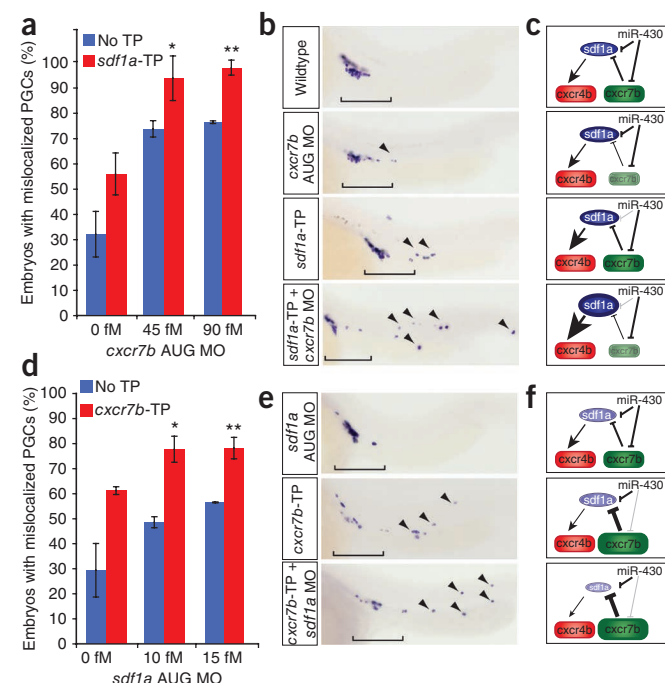 a
Embryos with mislocalized PGCs (%)
No TP
sdf1a-TP
100
90
80
70
60
50
40
30
20
10
0
*
**
0 fM
45 fM
90 fM
cxcr7b AUG MO
b
Wildtype
cxcr7b
AUG MO
sdf1a-TP
sdf1a-TP +
cxcr7b MO
c
miR-430
sdf1a
cxcr4b
cxcr7b
miR-430
sdf1a
cxcr4b
cxcr7b
miR-430
sdf1a
cxcr4b
cxcr7b
miR-430
sdf1a
cxcr4b
cxcr7b
d
Embryos with mislocalized PGCs (%)
No TP
cxcr7b-TP
100
90
80
70
60
50
40
30
20
10
0
*
**
0 fM
10 fM
15 fM
sdf1a AUG MO
e
sdf1a
AUG MO
cxcr7b-TP
cxcr7b-TP +
sdf1a MO
f
miR-430
sdf1a
cxcr4b
cxcr7b
miR-430
sdf1a
cxcr4b
cxcr7b
miR-430
sdf1a
cxcr4b
cxcr7b